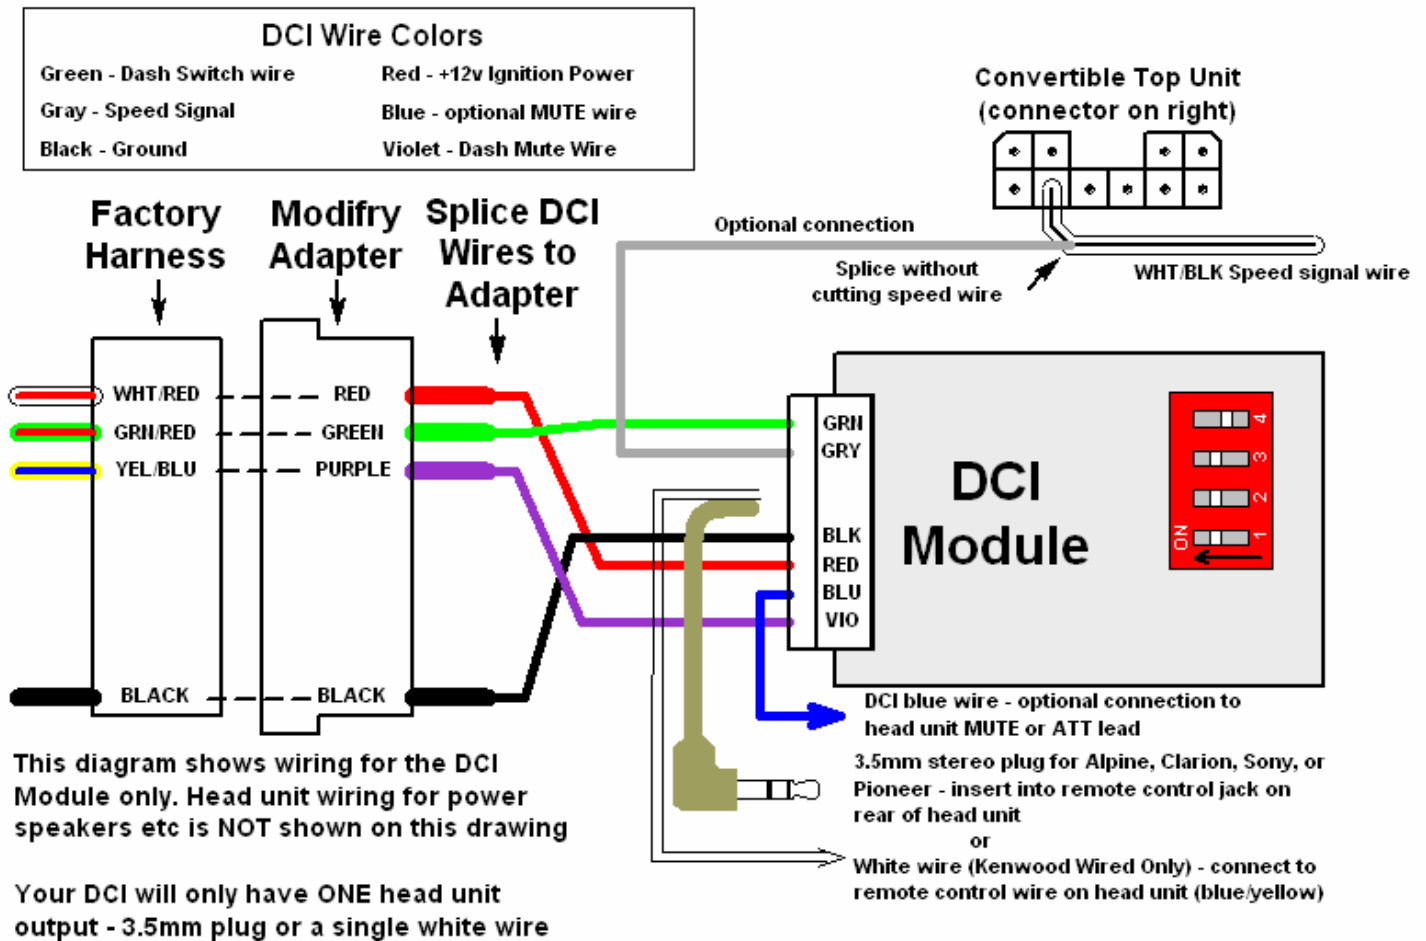 DCI Wire Colors
Green - Dash Switch wire
Red - +12v Ignition Power
Gray - Speed Signal
Blue - optional MUTE wire
Black - Ground
Violet - Dash Mute Wire
Convertible Top Unit
(connector on right)
Factory
Harness
Modifry
Adapter
Splice DCI
Wires to
Adapter
Optional connection
Splice without
cutting speed wire
WHT/BLK Speed signal wire
WHT/RED
RED
GRN/RED
GREEN
YEL/BLU
PURPLE
BLACK
BLACK
GRN
GRY
BLK
RED
BLU
VIO
DCI
Module
4
3
2
1
ON
DCI blue wire - optional connection to
head unit MUTE or ATT lead
3.5mm stereo plug for Alpine, Clarion, Sony, or
Pioneer - insert into remote control jack on
rear of head unit
or
White wire (Kenwood Wired Only) - connect to
remote control wire on head unit (blue/yellow)
This diagram shows wiring for the DCI
Module only. Head unit wiring for power
speakers etc is NOT shown on this drawing
Your DCI will only have ONE head unit
output - 3.5mm plug or a single white wire